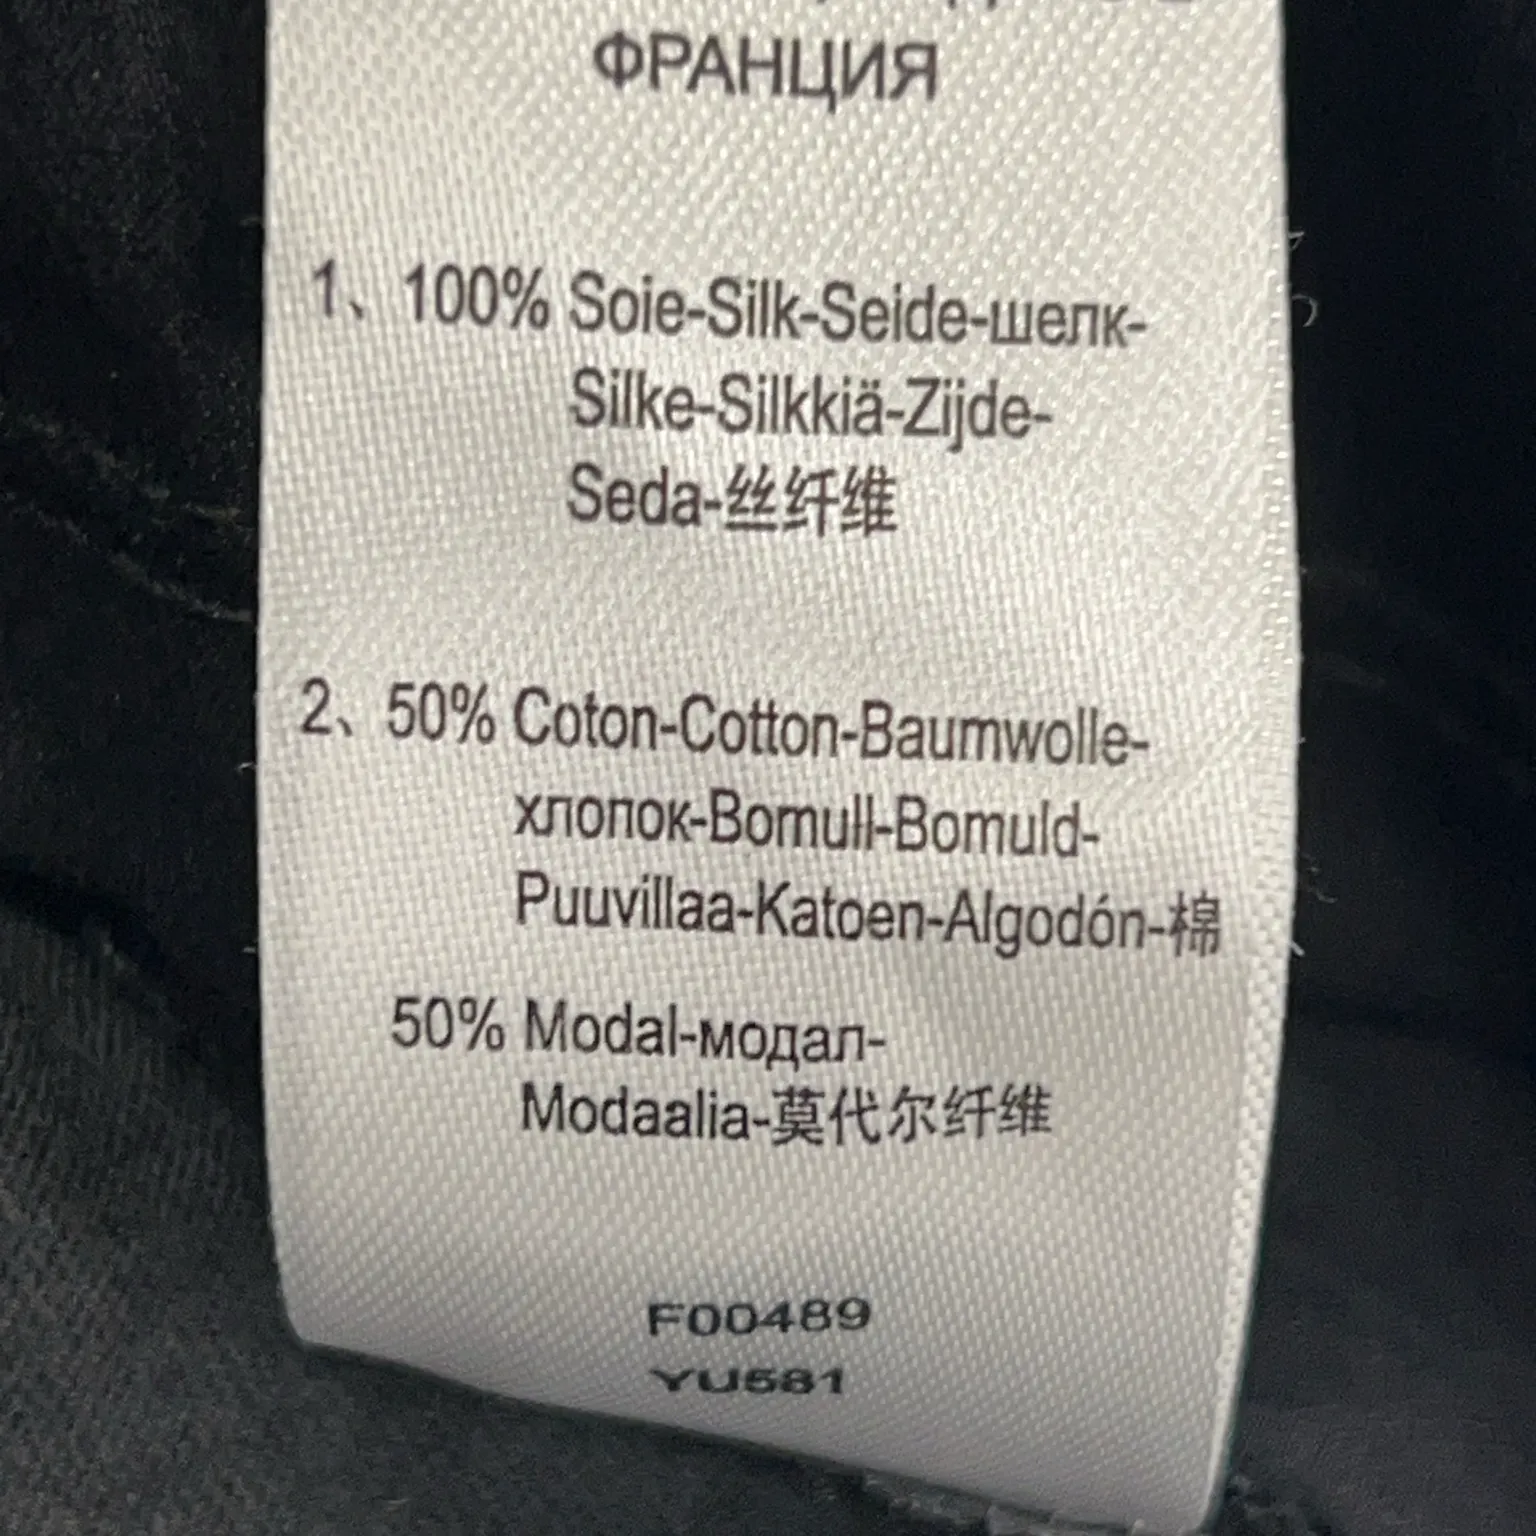 ФРАНЦИЯ
1、100% Soie-Silk-Seide-шелк-
Silke-Silkkiä-Zijde-
Seda-丝纤维
2、50% Coton-Cotton-Baumwolle-
хлопок-Bomull-Bomuld-
Puuvillaa-Katoen-Algodón-棉
50% Modal-модал-
Modaalia-莫代尔纤维
F00489
YU581